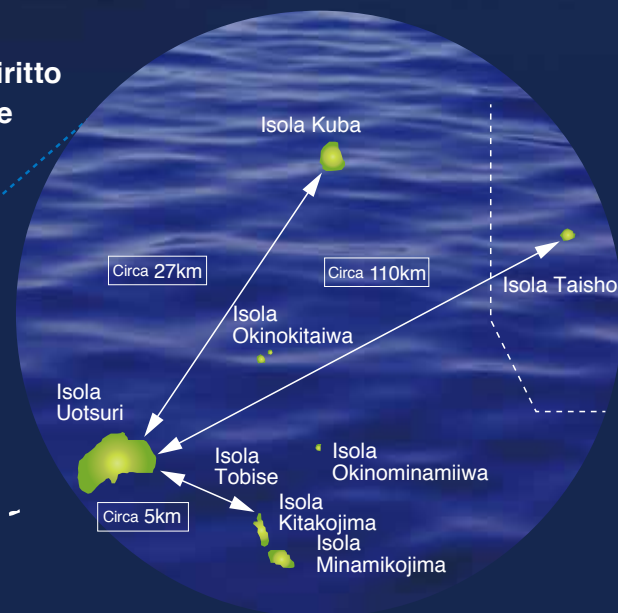 iritto
e
Isola Kuba
Circa 27km
Circa 110km
Isola Taisho
Isola
Okinokitaiwa
Isola
Uotsuri
Isola
Tobise
Isola
Okinominamiiwa
Circa 5km
Isola
Kitakojima
Isola
Minamikojima